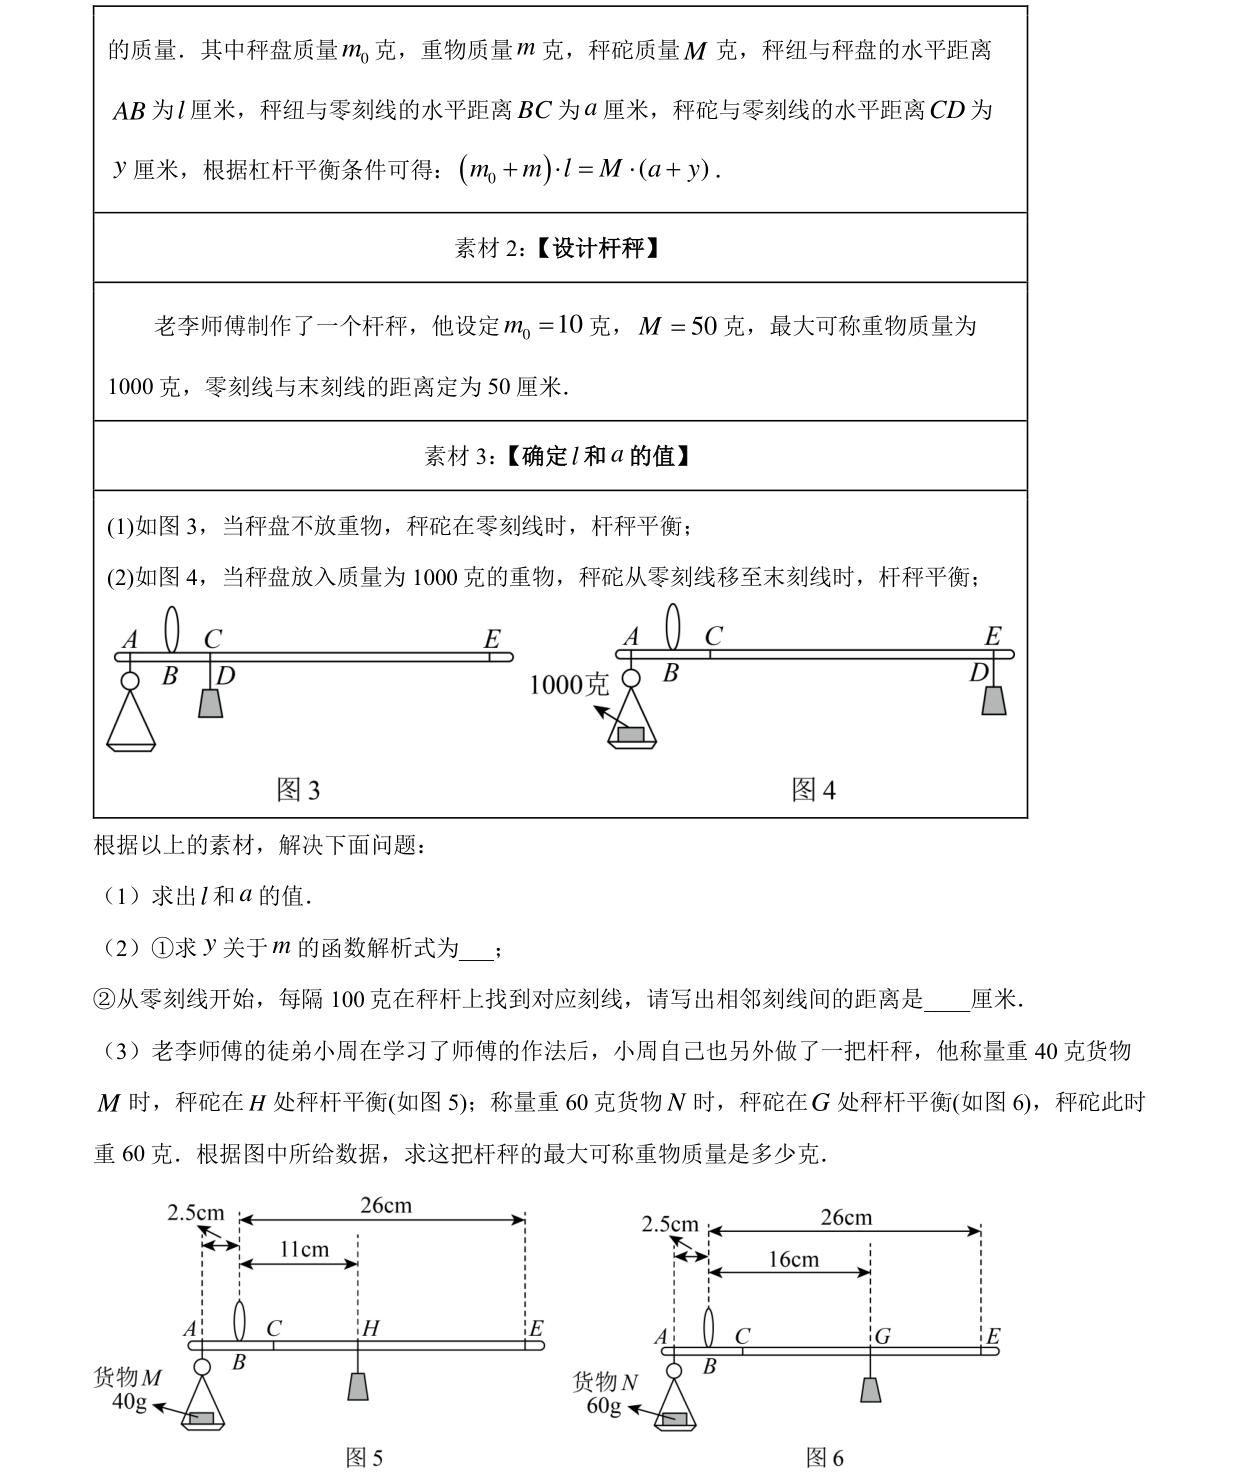 的质量．其中秤盘质量m₀克，重物质量m克，秤砣质量M克，秤纽与秤盘的水平距离
AB为l厘米，秤纽与零刻线的水平距离BC为a厘米，秤砣与零刻线的水平距离CD为
y厘米，根据杠杆平衡条件可得：(m₀+m)·l=M·(a+y)．
素材2：【设计杆秤】
老李师傅制作了一个杆秤，他设定m₀=10克，M=50克，最大可称重物质量为
1000克，零刻线与末刻线的距离定为50厘米．
素材3：【确定l和a的值】
(1)如图3，当秤盘不放重物，秤砣在零刻线时，杆秤平衡；
(2)如图4，当秤盘放入质量为1000克的重物，秤砣从零刻线移至末刻线时，杆秤平衡；
A C E
B D
图3
A C E
B D
1000克
图4
根据以上的素材，解决下面问题：
（1）求出l和a的值．
（2）①求y关于m的函数解析式为___；
②从零刻线开始，每隔100克在秤杆上找到对应刻线，请写出相邻刻线间的距离是____厘米．
（3）老李师傅的徒弟小周在学习了师傅的作法后，小周自己也另外做了一把杆秤，他称量重40克货物
M时，秤砣在H处秤杆平衡(如图5)；称量重60克货物N时，秤砣在G处秤杆平衡(如图6)，秤砣此时
重60克．根据图中所给数据，求这把杆秤的最大可称重物质量是多少克．
2.5cm 26cm
11cm
A C H E
B
货物M
40g
图5
2.5cm 26cm
16cm
A C G E
B
货物N
60g
图6